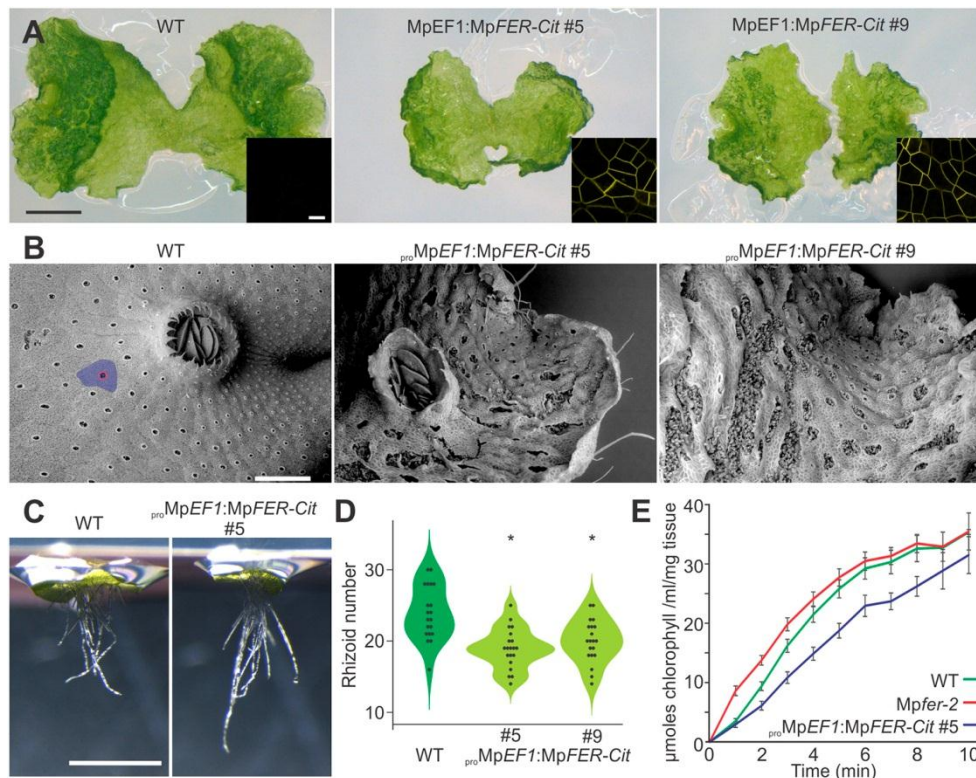 A
WT
MpEF1:MpFER-Cit #5
MpEF1:MpFER-Cit #9
B
WT
proMpEF1:MpFER-Cit #5
proMpEF1:MpFER-Cit #9
C
WT
proMpEF1:MpFER-Cit
#5
D
*
*
Rhizoid number
30
20
10
WT
#5
#9
proMpEF1:MpFER-Cit
E
µmoles chlorophyll /ml/mg tissue
40
30
20
10
0
0
2
4
6
8
10
Time (min)
WT
Mpfer-2
proMpEF1:MpFER-Cit #5